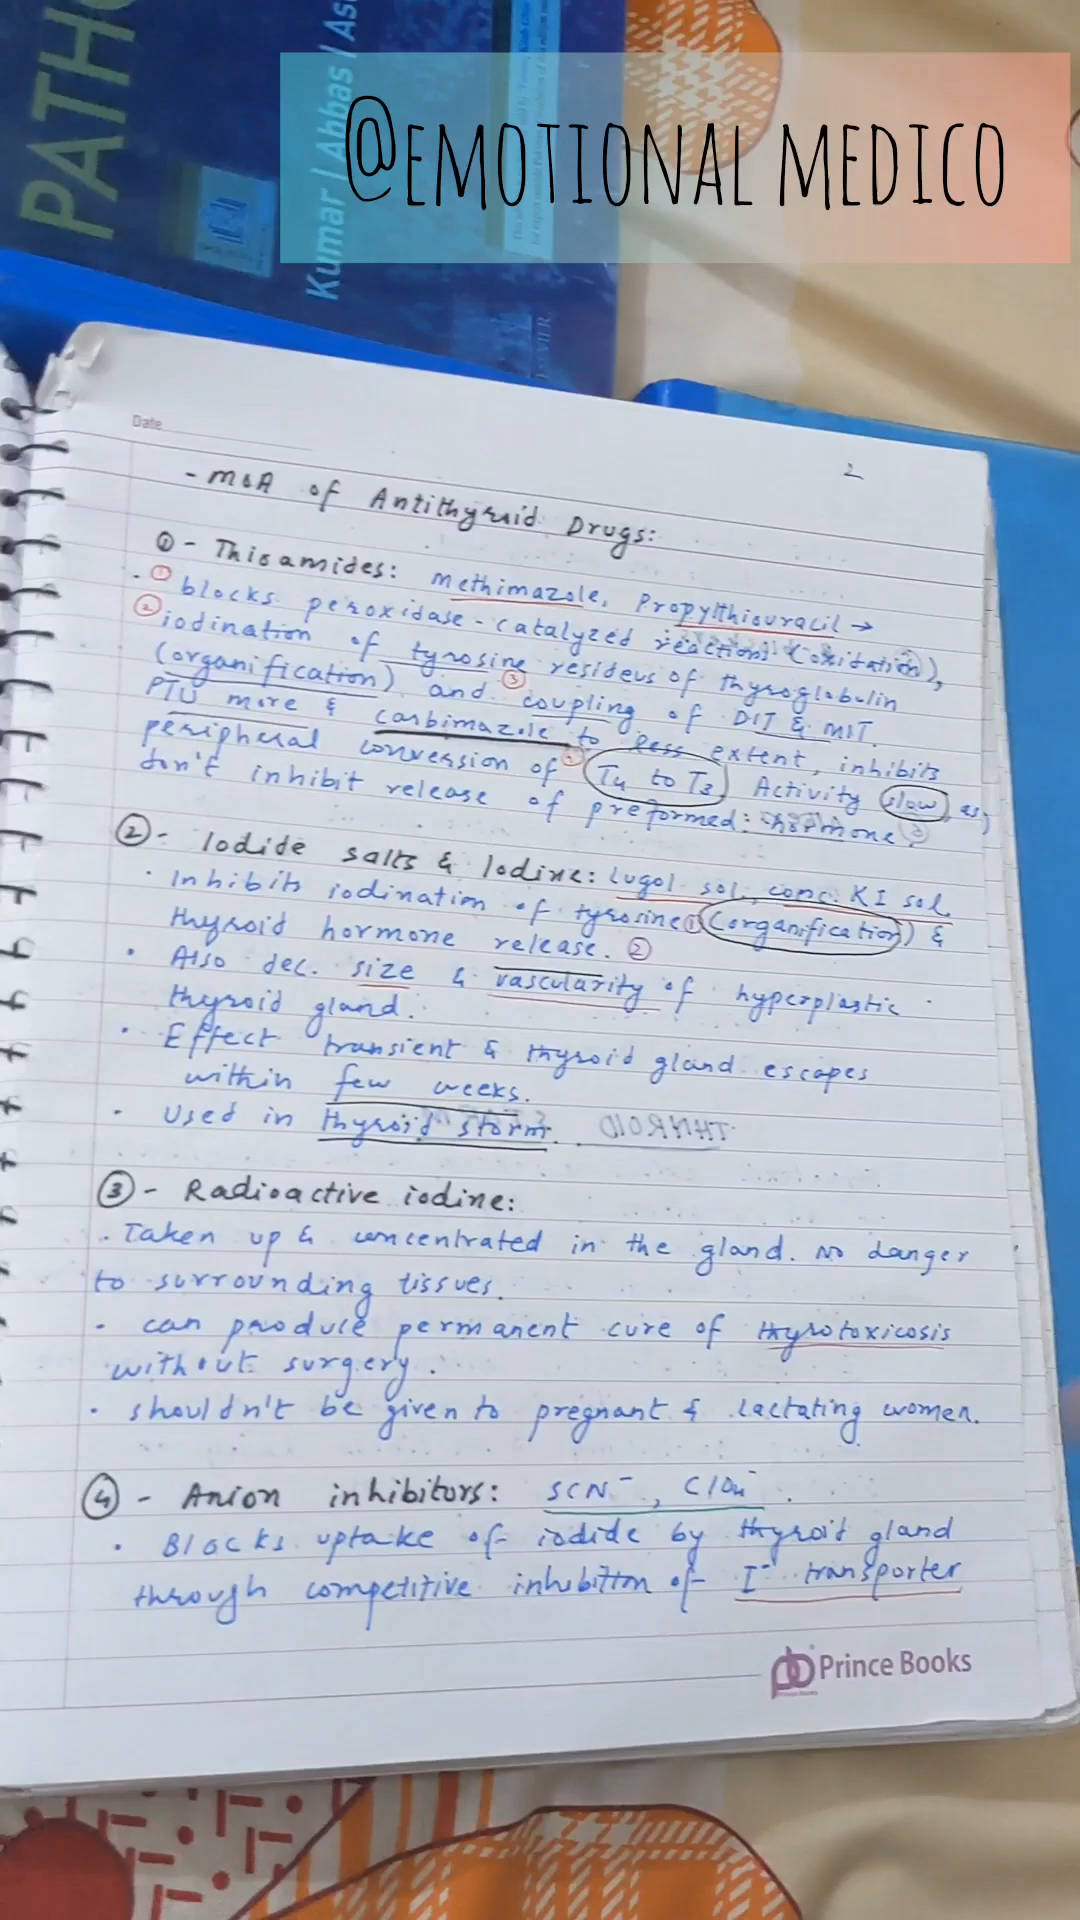 PATHO
Kumar | Abbas | As
@EMOTIONAL MEDICO
ELSEVIER
Date
2
- MOA of Antithyroid Drugs:
① - Thioamides: Methimazole, Propylthiouracil →
. ① blocks peroxidase-catalyzed reactions (oxidation),
② iodination of tyrosine resideus of thyroglobulin
(organification) and ③ coupling of DIT & MIT.
PTU more & carbimazole to less extent, inhibits
peripheral conversion of T₄ to T₃. Activity slow as,
don't inhibit release of preformed hormone.
② - Iodide salts & Iodine: Lugol sol, conc. KI sol.
· Inhibits iodination of tyrosine ① (organification) &
thyroid hormone release. ②
· Also dec. size & vascularity of hyperplastic
thyroid gland.
· Effect transient & thyroid gland escapes
within few weeks.
· Used in thyroid storm. THYROID
③ - Radioactive iodine:
. Taken up & concentrated in the gland. No danger
to surrounding tissues.
· can produce permanent cure of thyrotoxicosis
without surgery.
· shouldn't be given to pregnant & lactating women.
④ - Anion inhibitors: SCN⁻, ClO₄⁻.
· Blocks uptake of iodide by thyroid gland
through competitive inhibition of I⁻ transporter
Prince Books